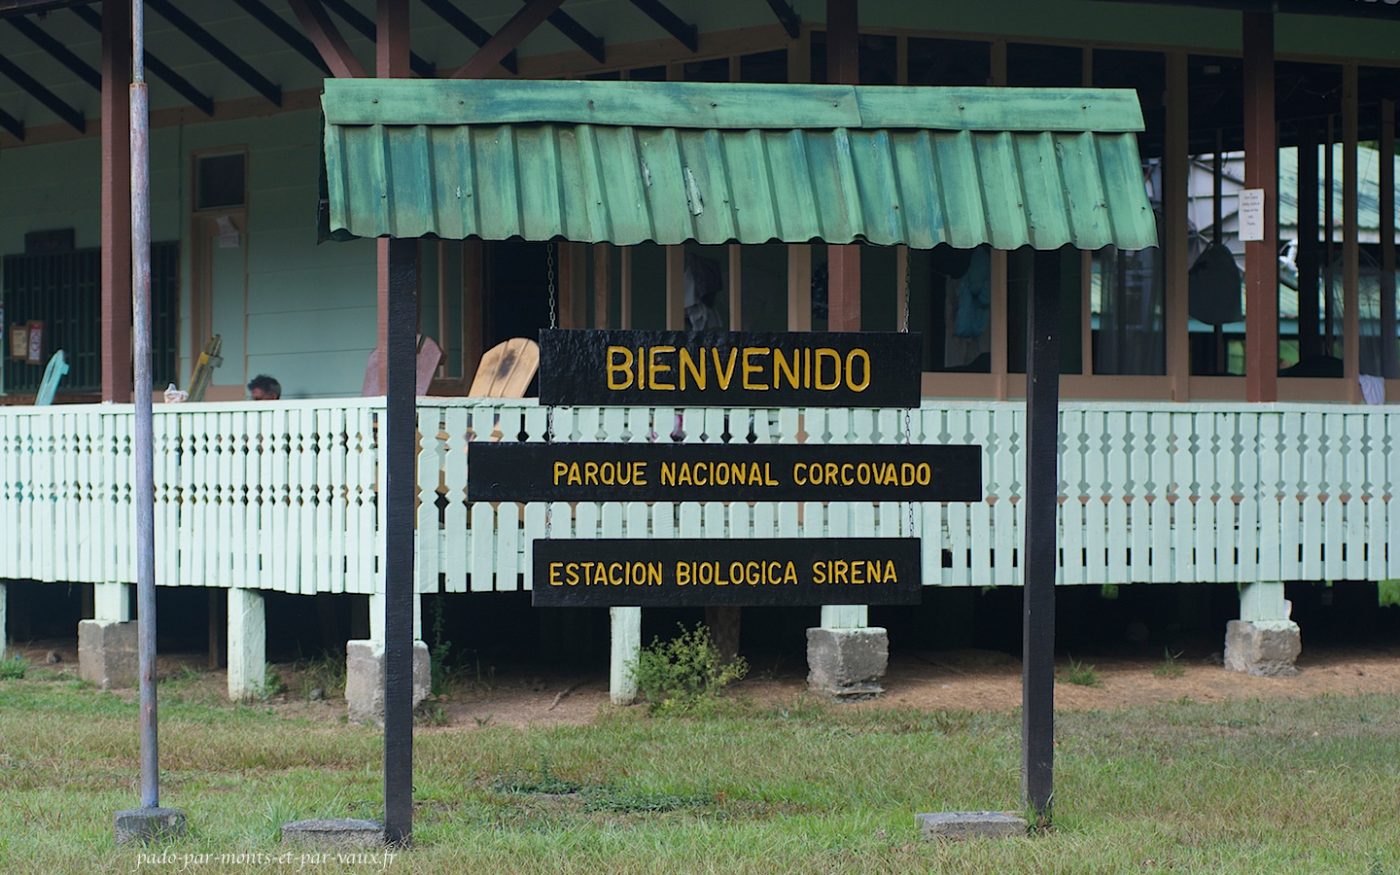 BIENVENIDO
PARQUE NACIONAL CORCOVADO
ESTACION BIOLOGICA SIRENA
pado-par-monts-et-par-vaux.fr